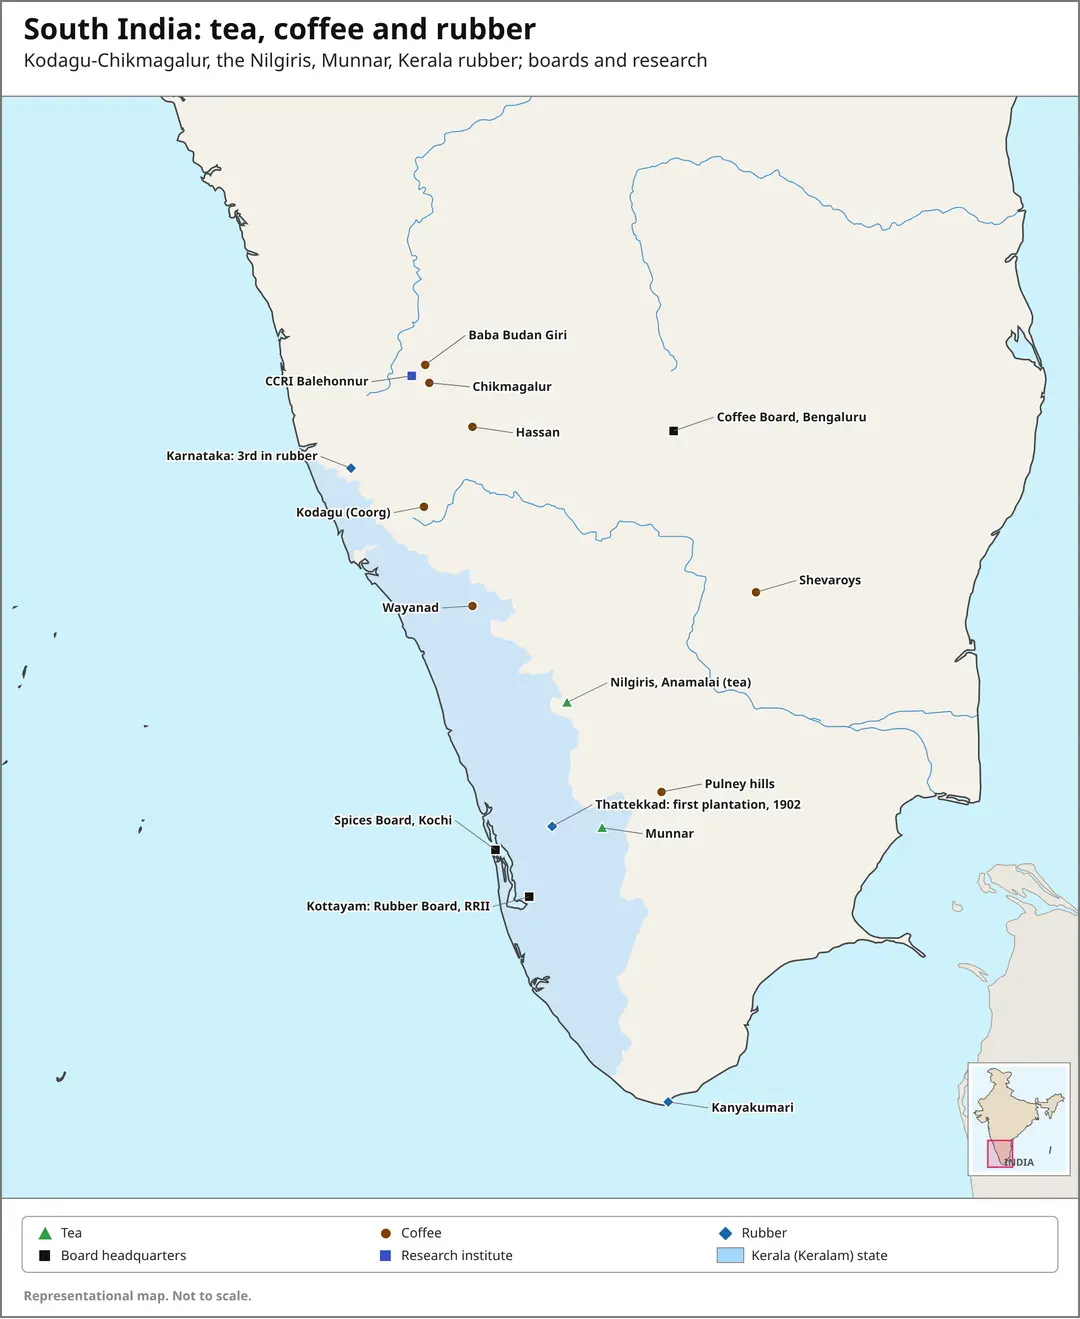 South India: tea, coffee and rubber
Kodagu-Chikmagalur, the Nilgiris, Munnar, Kerala rubber; boards and research
Baba Budan Giri
CCRI Balehonnur
Chikmagalur
Coffee Board, Bengaluru
Hassan
Karnataka: 3rd in rubber
Kodagu (Coorg)
Shevaroys
Wayanad
Nilgiris, Anamalai (tea)
Pulney hills
Thattekkad: first plantation, 1902
Spices Board, Kochi
Munnar
Kottayam: Rubber Board, RRII
Kanyakumari
INDIA
Tea
Coffee
Rubber
Board headquarters
Research institute
Kerala (Keralam) state
Representational map. Not to scale.